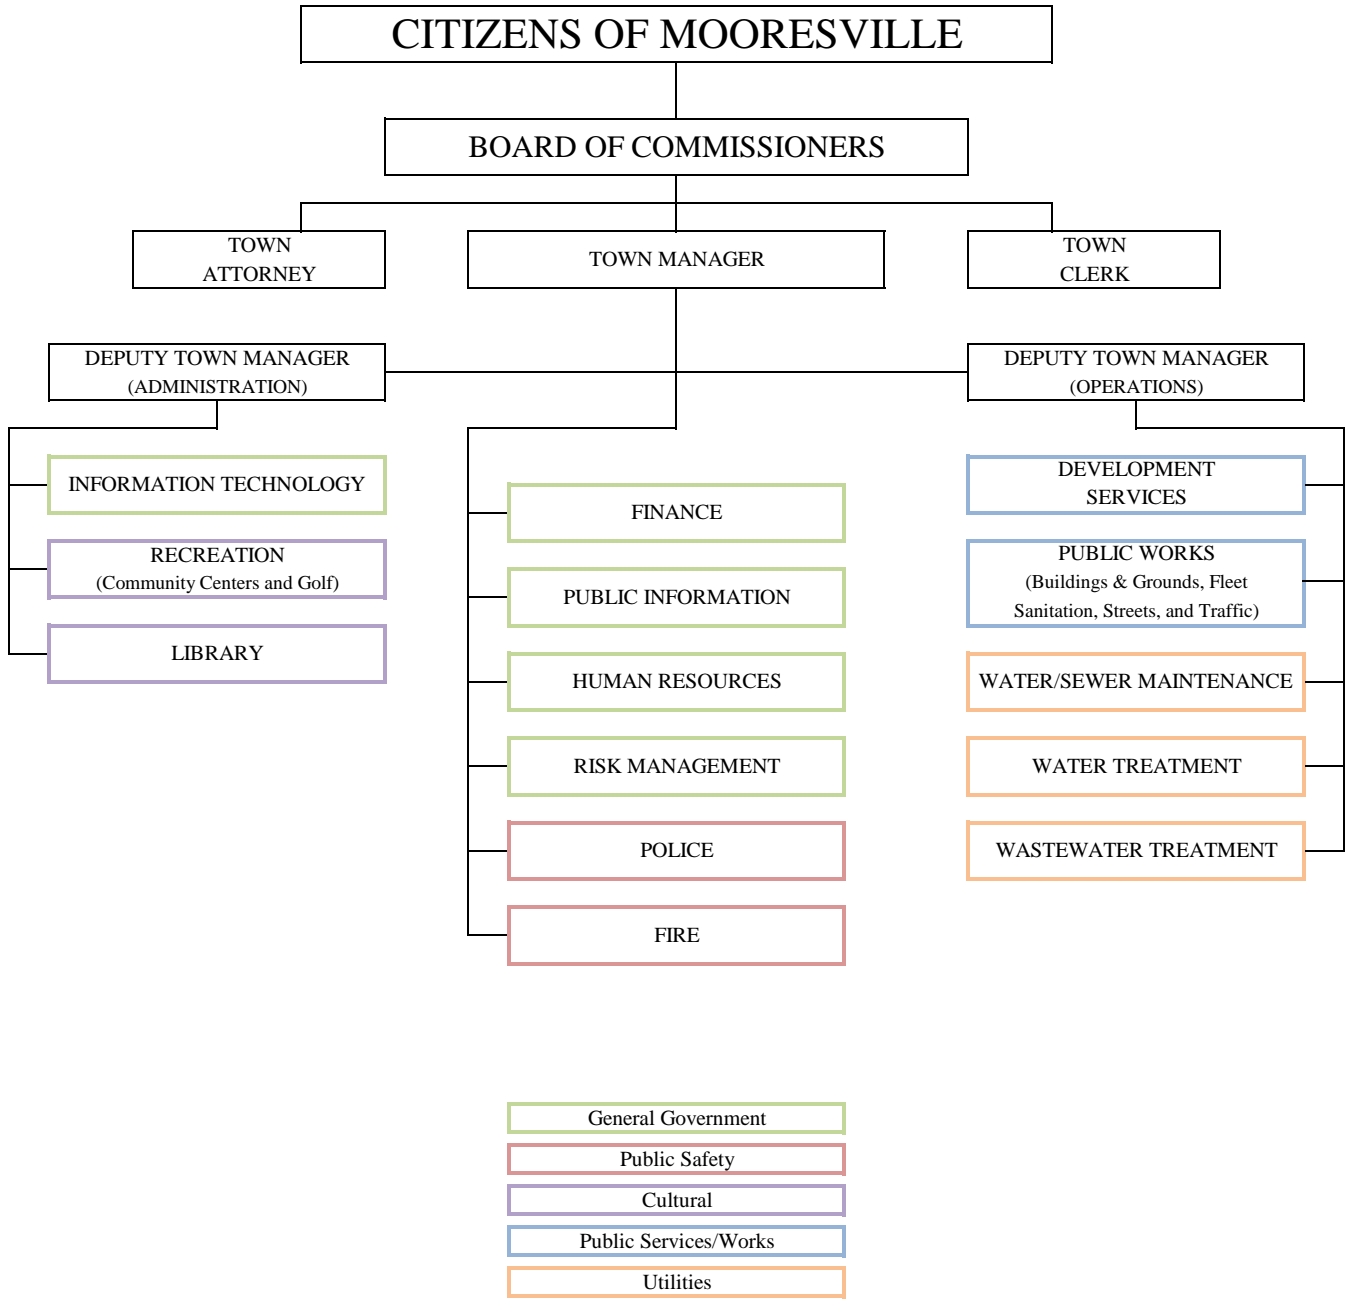 CITIZENS OF MOORESVILLE
BOARD OF COMMISSIONERS
TOWN
ATTORNEY
TOWN MANAGER
TOWN
CLERK
DEPUTY TOWN MANAGER
(ADMINISTRATION)
DEPUTY TOWN MANAGER
(OPERATIONS)
INFORMATION TECHNOLOGY
RECREATION
(Community Centers and Golf)
LIBRARY
FINANCE
PUBLIC INFORMATION
HUMAN RESOURCES
RISK MANAGEMENT
POLICE
FIRE
DEVELOPMENT
SERVICES
PUBLIC WORKS
(Buildings & Grounds, Fleet
Sanitation, Streets, and Traffic)
WATER/SEWER MAINTENANCE
WATER TREATMENT
WASTEWATER TREATMENT
General Government
Public Safety
Cultural
Public Services/Works
Utilities